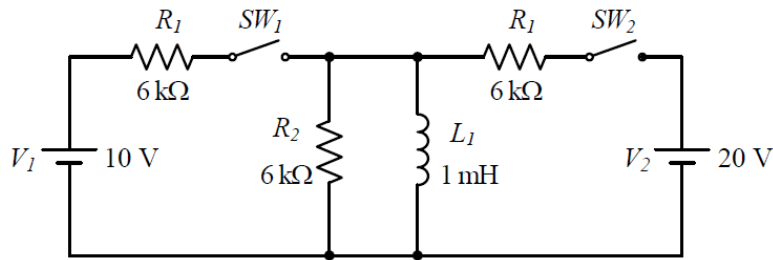 R1 SW1 R1 SW2
6 kΩ 6 kΩ
R2 L1
V1 10 V 6 kΩ 1 mH V2 20 V